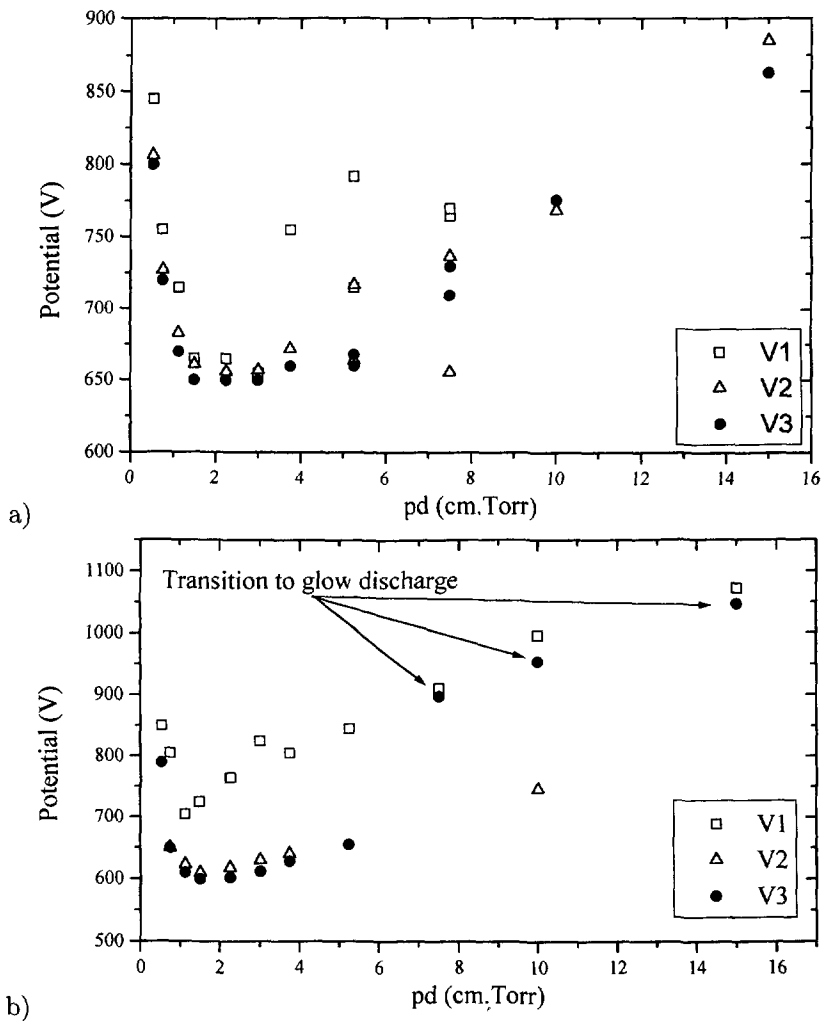 900
850
800
750
700
650
600
Potential (V)
V1
V2
V3
0 2 4 6 8 10 12 14 16
pd (cm.Torr)
a)
1100
1000
900
800
700
600
500
Potential (V)
Transition to glow discharge
V1
V2
V3
0 2 4 6 8 10 12 14 16
pd (cm.Torr)
b)